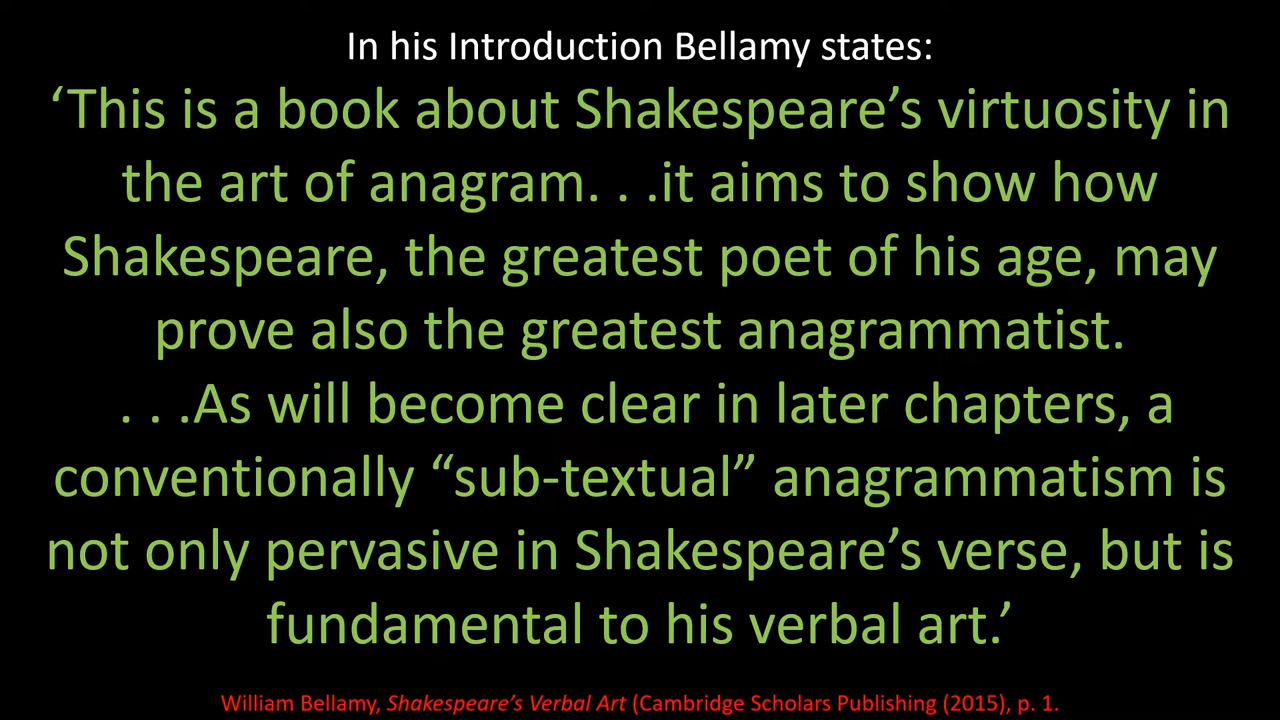 In his Introduction Bellamy states:
‘This is a book about Shakespeare’s virtuosity in
the art of anagram. . .it aims to show how
Shakespeare, the greatest poet of his age, may
prove also the greatest anagrammatist.
. . .As will become clear in later chapters, a
conventionally “sub-textual” anagrammatism is
not only pervasive in Shakespeare’s verse, but is
fundamental to his verbal art.’
William Bellamy, Shakespeare’s Verbal Art (Cambridge Scholars Publishing (2015), p. 1.